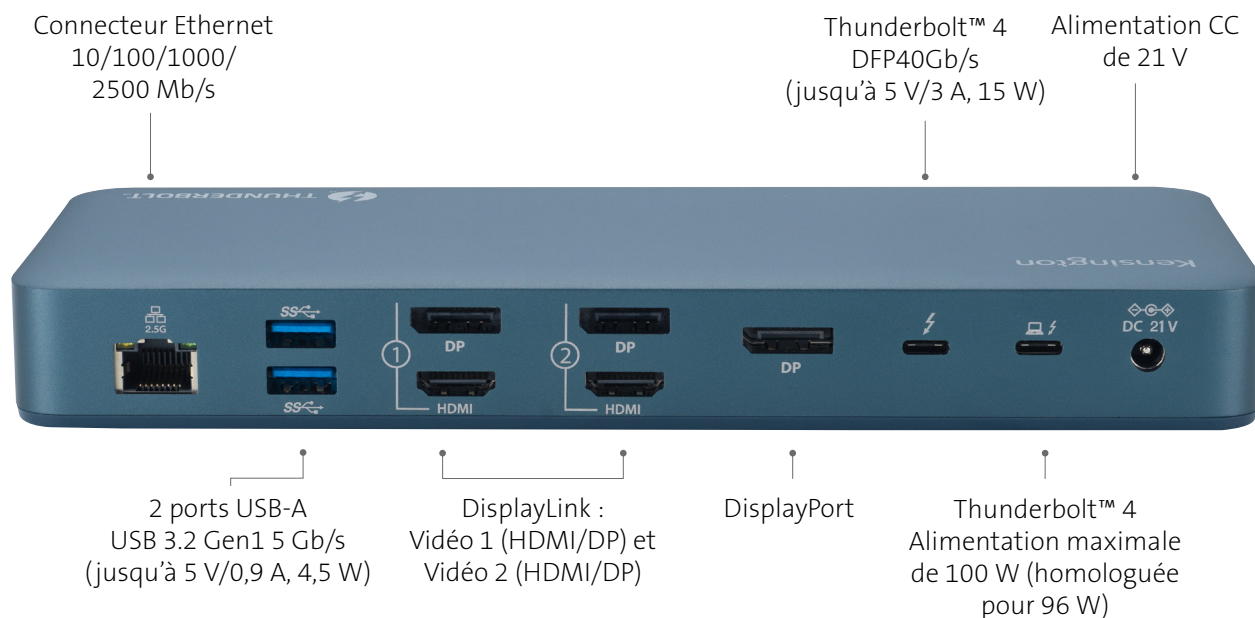 Connecteur Ethernet
10/100/1000/
2500 Mb/s
Thunderbolt™ 4
DFP40Gb/s
(jusqu'à 5 V/3 A, 15 W)
Alimentation CC
de 21 V
THUNDERBOLT™
Kensington
2.5G
SS
SS
1
DP
HDMI
2
DP
HDMI
DP
DC 21 V
2 ports USB-A
USB 3.2 Gen1 5 Gb/s
(jusqu'à 5 V/0,9 A, 4,5 W)
DisplayLink :
Vidéo 1 (HDMI/DP) et
Vidéo 2 (HDMI/DP)
DisplayPort
Thunderbolt™ 4
Alimentation maximale
de 100 W (homologuée
pour 96 W)